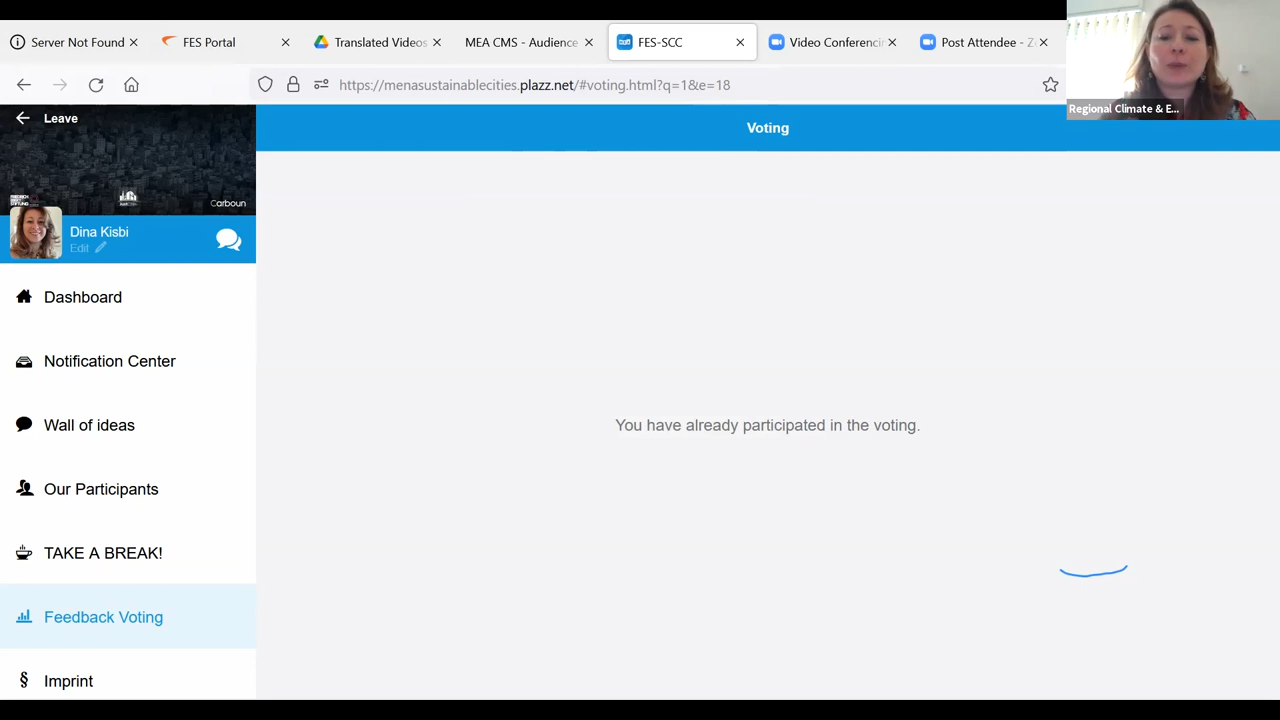 Server Not Found
FES Portal
Translated Videos
MEA CMS - Audience
FES-SCC
Video Conferencin
Post Attendee - Z
https://menasustainablecities.plazz.net/#voting.html?q=1&e=18
Regional Climate & E...
Leave
Voting
Carboun
Dina Kisbi
Edit
Dashboard
Notification Center
Wall of ideas
You have already participated in the voting.
Our Participants
TAKE A BREAK!
Feedback Voting
§ Imprint